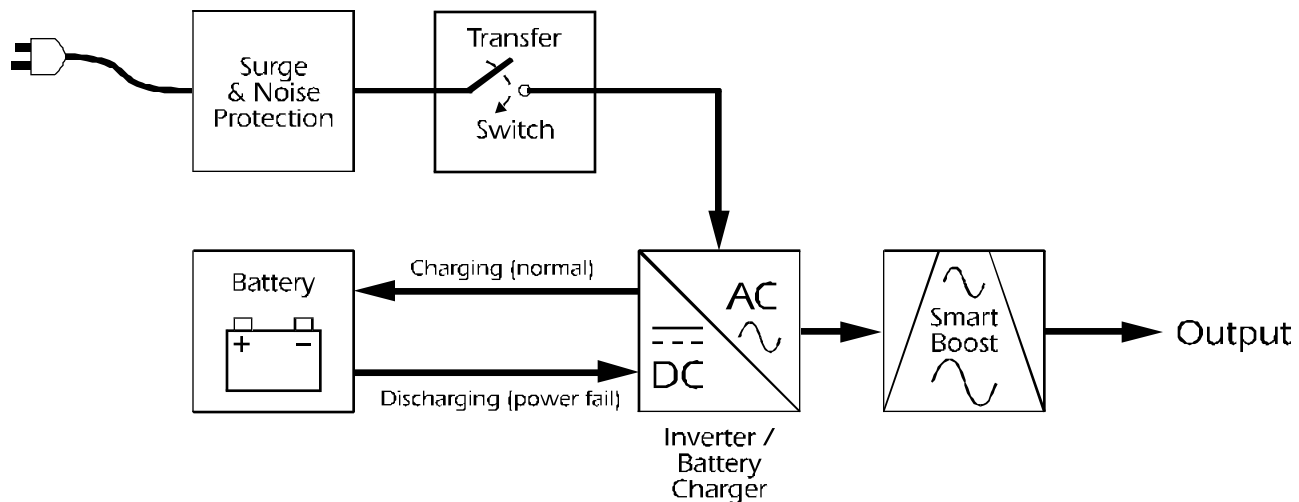 Surge
& Noise
Protection
Transfer
Switch
Battery
+ −
Charging (normal)
Discharging (power fail)
AC
DC
Inverter /
Battery
Charger
Smart
Boost
Output